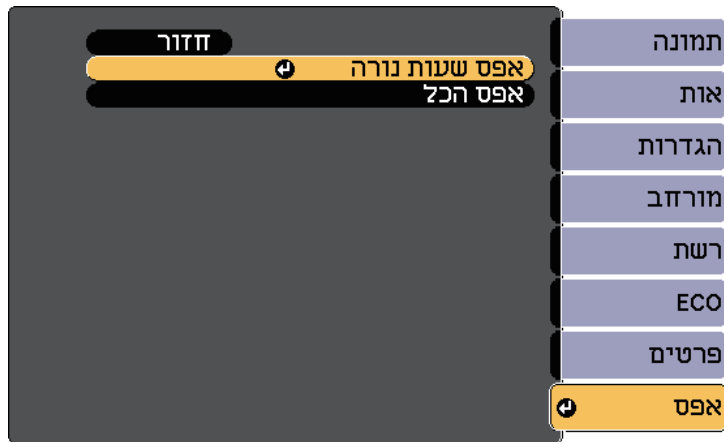 תמונה
אות
הגדרות
מורחב
רשת
ECO
פרטים
אפס
חזור
אפס שעות נורה
אפס הכל